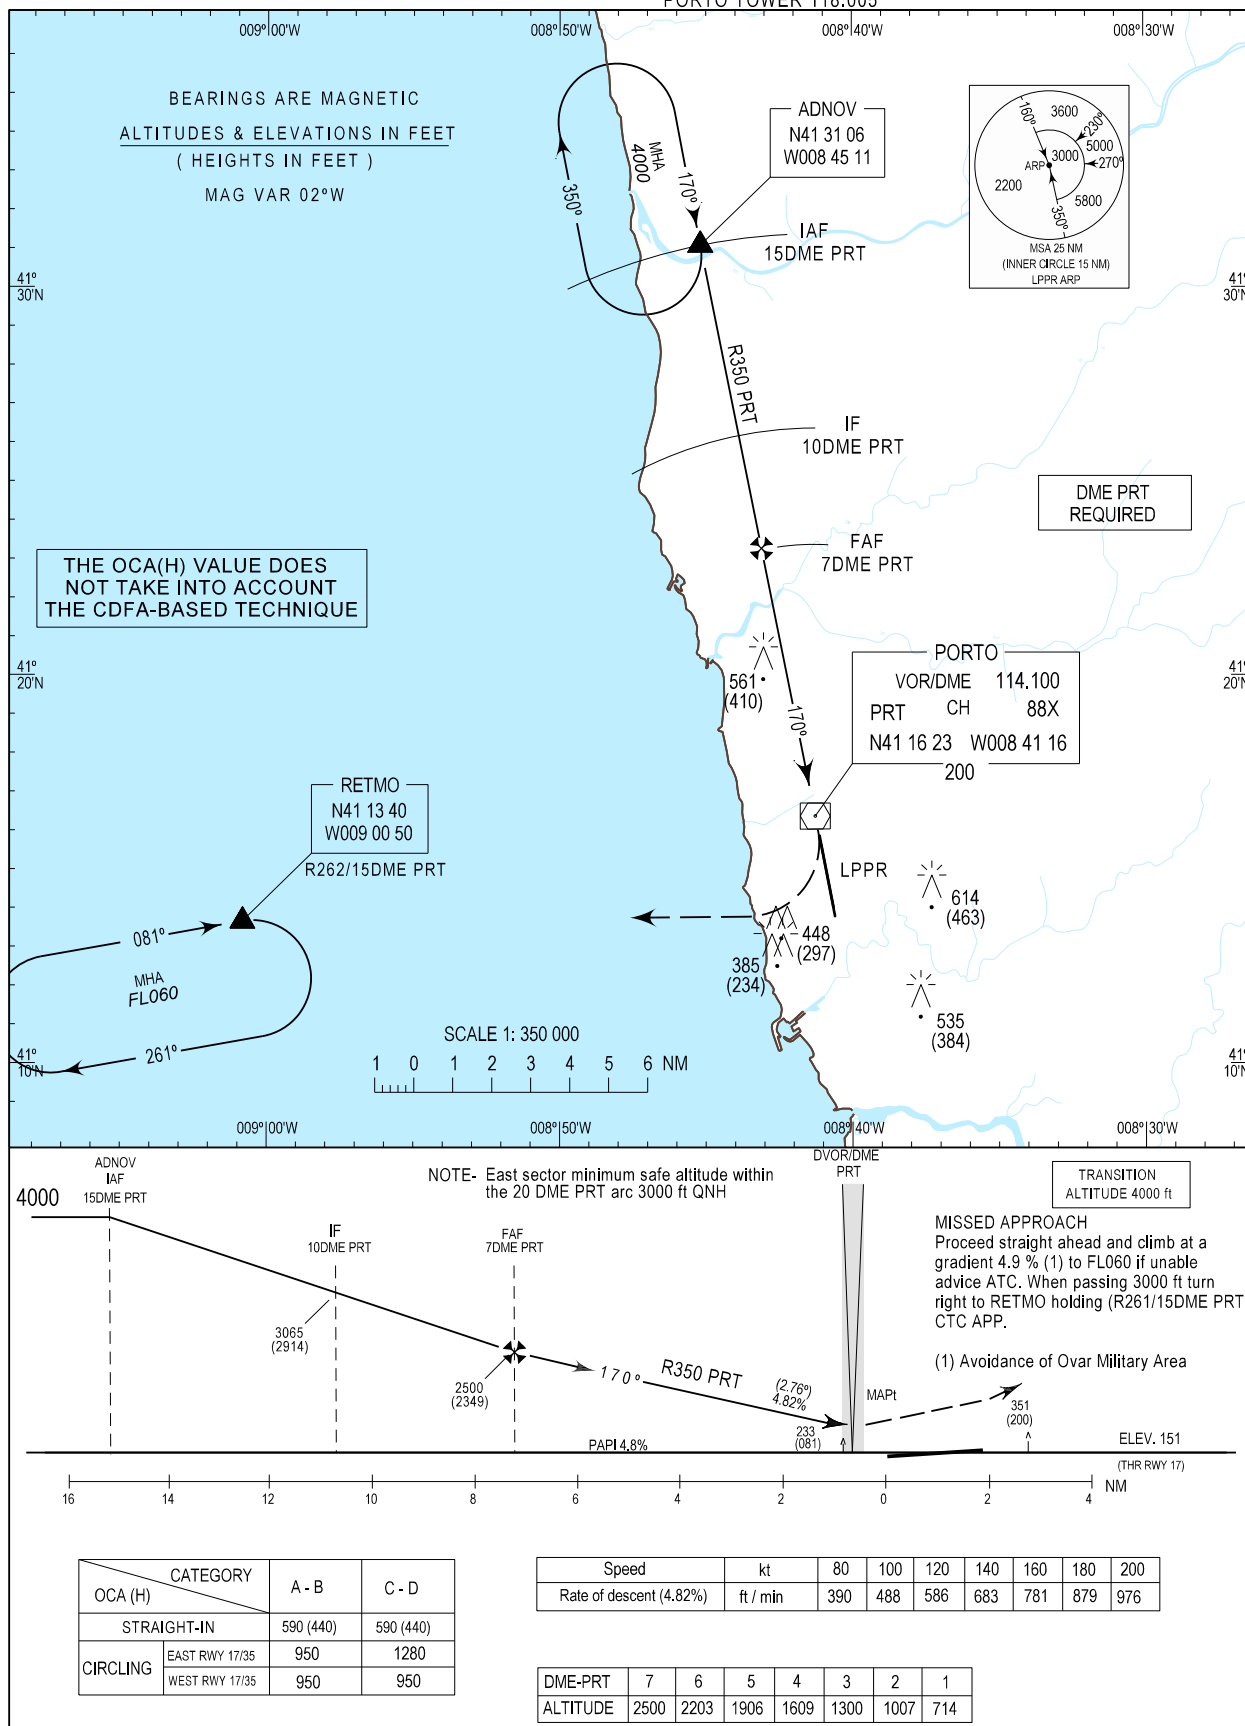 PORTO TOWER 118.005
009°00'W
008°50'W
008°40'W
008°30'W
BEARINGS ARE MAGNETIC
ALTITUDES & ELEVATIONS IN FEET
( HEIGHTS IN FEET )
MAG VAR 02°W
ADNOV
N41 31 06
W008 45 11
MHA
4000
350°
170°
IAF
15DME PRT
160°
3600
230°
5000
270°
ARP
3000
2200
5800
350°
MSA 25 NM
(INNER CIRCLE 15 NM)
LPPR ARP
41°
30'N
41°
30'N
R350 PRT
IF
10DME PRT
DME PRT
REQUIRED
FAF
7DME PRT
THE OCA(H) VALUE DOES
NOT TAKE INTO ACCOUNT
THE CDFA-BASED TECHNIQUE
41°
20'N
41°
20'N
561
(410)
170°
PORTO
VOR/DME 114.100
PRT CH 88X
N41 16 23 W008 41 16
200
RETMO
N41 13 40
W009 00 50
R262/15DME PRT
LPPR
614
(463)
448
(297)
385
(234)
535
(384)
081°
MHA
FL060
261°
41°
10'N
41°
10'N
SCALE 1: 350 000
1 0 1 2 3 4 5 6 NM
009°00'W
008°50'W
008°40'W
008°30'W
ADNOV
IAF
15DME PRT
4000
NOTE- East sector minimum safe altitude within
the 20 DME PRT arc 3000 ft QNH
DVOR/DME
PRT
TRANSITION
ALTITUDE 4000 ft
IF
10DME PRT
FAF
7DME PRT
MISSED APPROACH
Proceed straight ahead and climb at a
gradient 4.9 % (1) to FL060 if unable
advice ATC. When passing 3000 ft turn
right to RETMO holding (R261/15DME PRT
CTC APP.
(1) Avoidance of Ovar Military Area
3065
(2914)
2500
(2349)
170°
R350 PRT
(2.76°)
4.82%
MAPt
233
(081)
351
(200)
PAPI 4.8%
ELEV. 151
(THR RWY 17)
16 14 12 10 8 6 4 2 0 2 4 NM
CATEGORY A - B C - D
OCA (H)
STRAIGHT-IN 590 (440) 590 (440)
CIRCLING EAST RWY 17/35 950 1280
WEST RWY 17/35 950 950
Speed kt 80 100 120 140 160 180 200
Rate of descent (4.82%) ft / min 390 488 586 683 781 879 976
DME-PRT 7 6 5 4 3 2 1
ALTITUDE 2500 2203 1906 1609 1300 1007 714